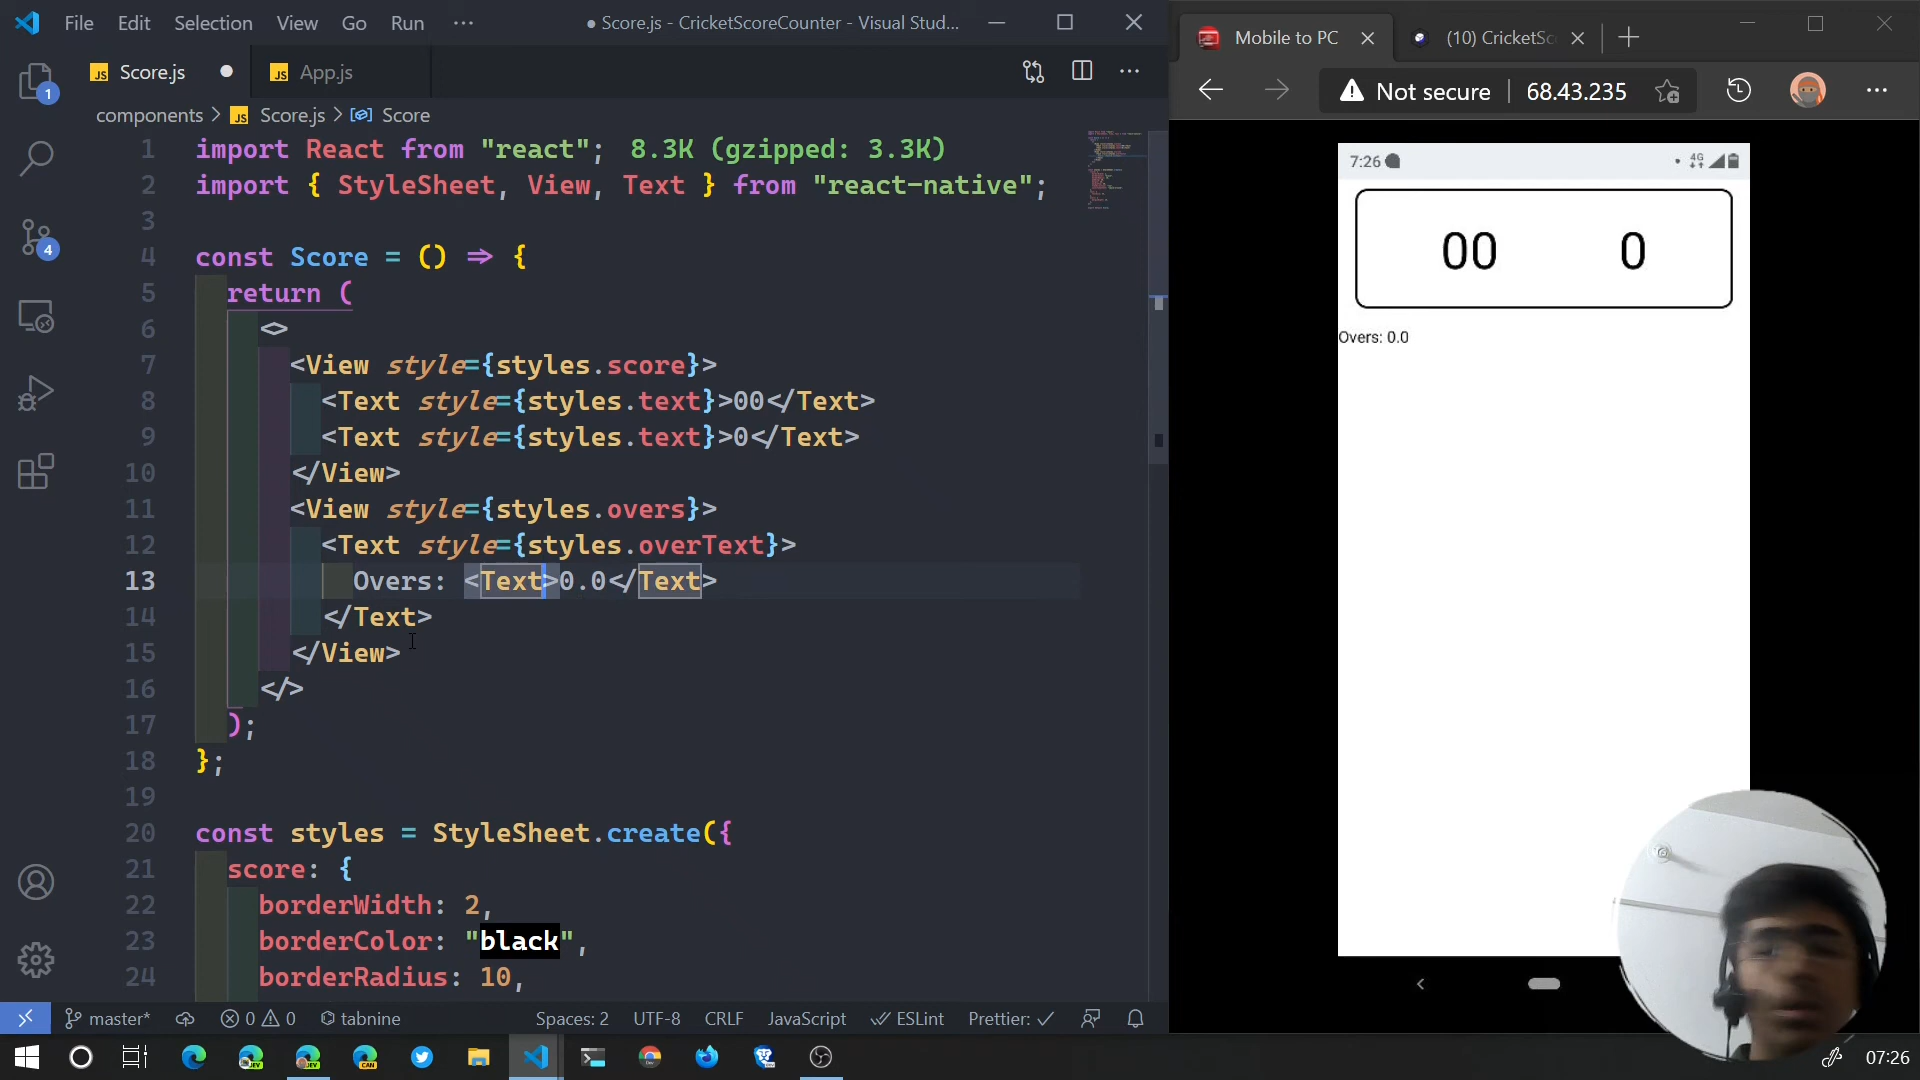 File Edit Selection View Go Run ··· ● Score.js - CricketScoreCounter - Visual Stud...
Score.js App.js
components > Score.js > Score
1 import React from "react"; 8.3K (gzipped: 3.3K)
2 import { StyleSheet, View, Text } from "react-native";
3
4 const Score = () => {
5 return (
6 <>
7 <View style={styles.score}>
8 <Text style={styles.text}>00</Text>
9 <Text style={styles.text}>0</Text>
10 </View>
11 <View style={styles.overs}>
12 <Text style={styles.overText}>
13 Overs: <Text>0.0</Text>
14 </Text>
15 </View>
16 </>
17 );
18 };
19
20 const styles = StyleSheet.create({
21 score: {
22 borderWidth: 2,
23 borderColor: "black",
24 borderRadius: 10,
1
4
master* 0 0 tabnine Spaces: 2 UTF-8 CRLF JavaScript ESLint Prettier:
Mobile to PC (10) CricketSc
Not secure 68.43.235
7:26 4G
00 0
Overs: 0.0
DEV DEV CAN
07:26